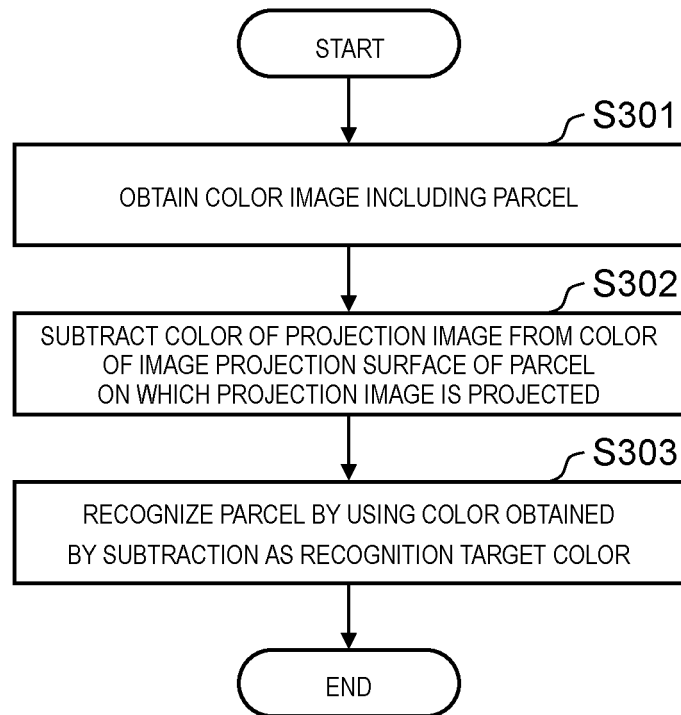 START
S301
OBTAIN COLOR IMAGE INCLUDING PARCEL
S302
SUBTRACT COLOR OF PROJECTION IMAGE FROM COLOR
OF IMAGE PROJECTION SURFACE OF PARCEL
ON WHICH PROJECTION IMAGE IS PROJECTED
S303
RECOGNIZE PARCEL BY USING COLOR OBTAINED
BY SUBTRACTION AS RECOGNITION TARGET COLOR
END